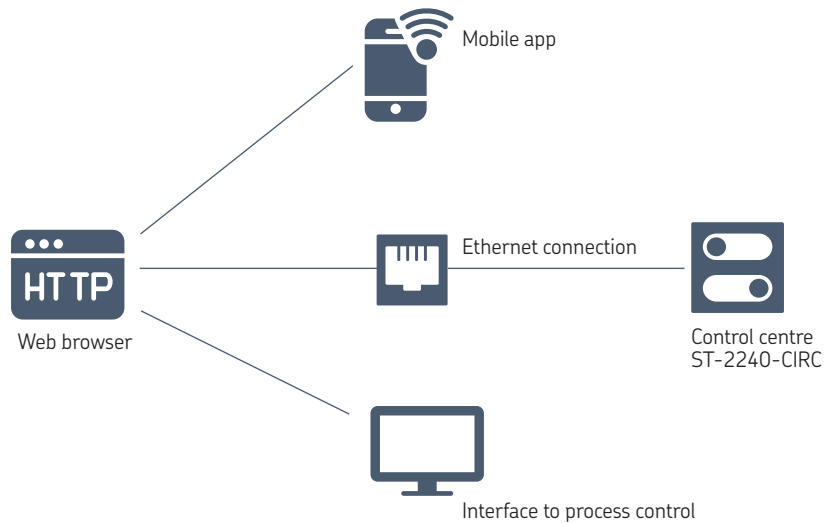 Mobile app
Ethernet connection
HTTP
Web browser
Control centre
ST-2240-CIRC
Interface to process control